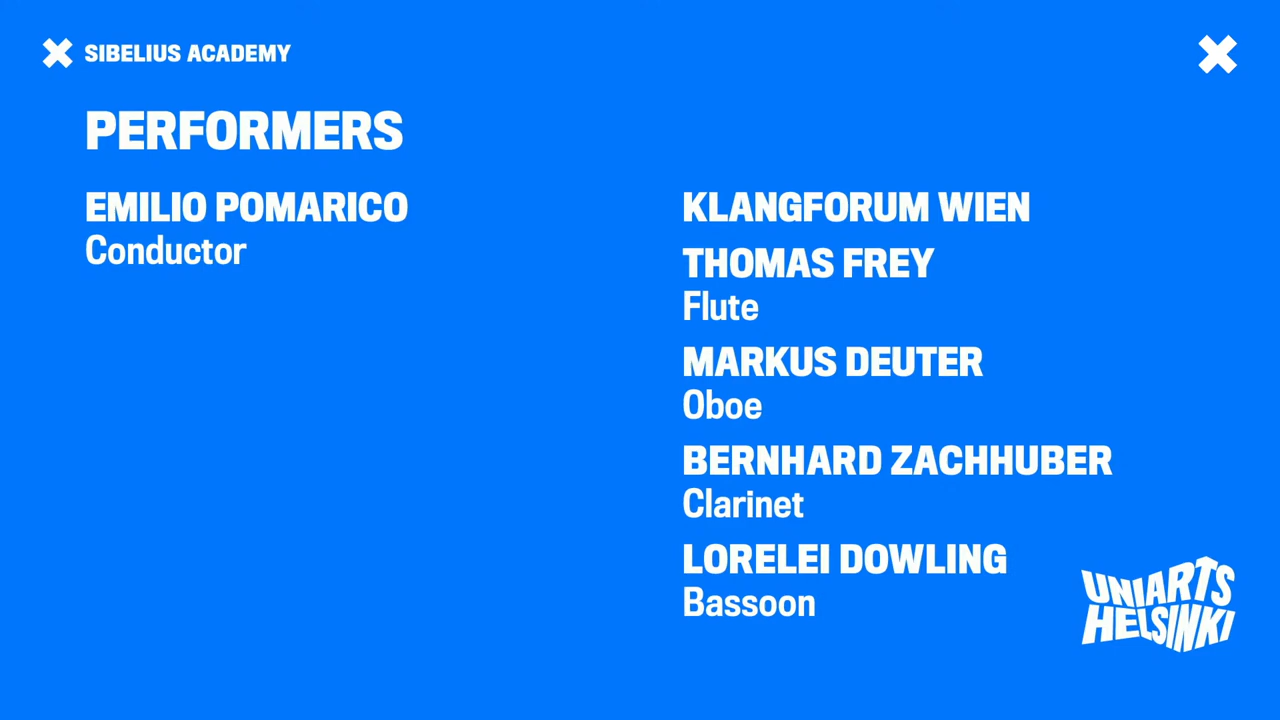 SIBELIUS ACADEMY
PERFORMERS
EMILIO POMARICO
Conductor
KLANGFORUM WIEN
THOMAS FREY
Flute
MARKUS DEUTER
Oboe
BERNHARD ZACHHUBER
Clarinet
LORELEI DOWLING
Bassoon
UNIARTS
HELSINKI